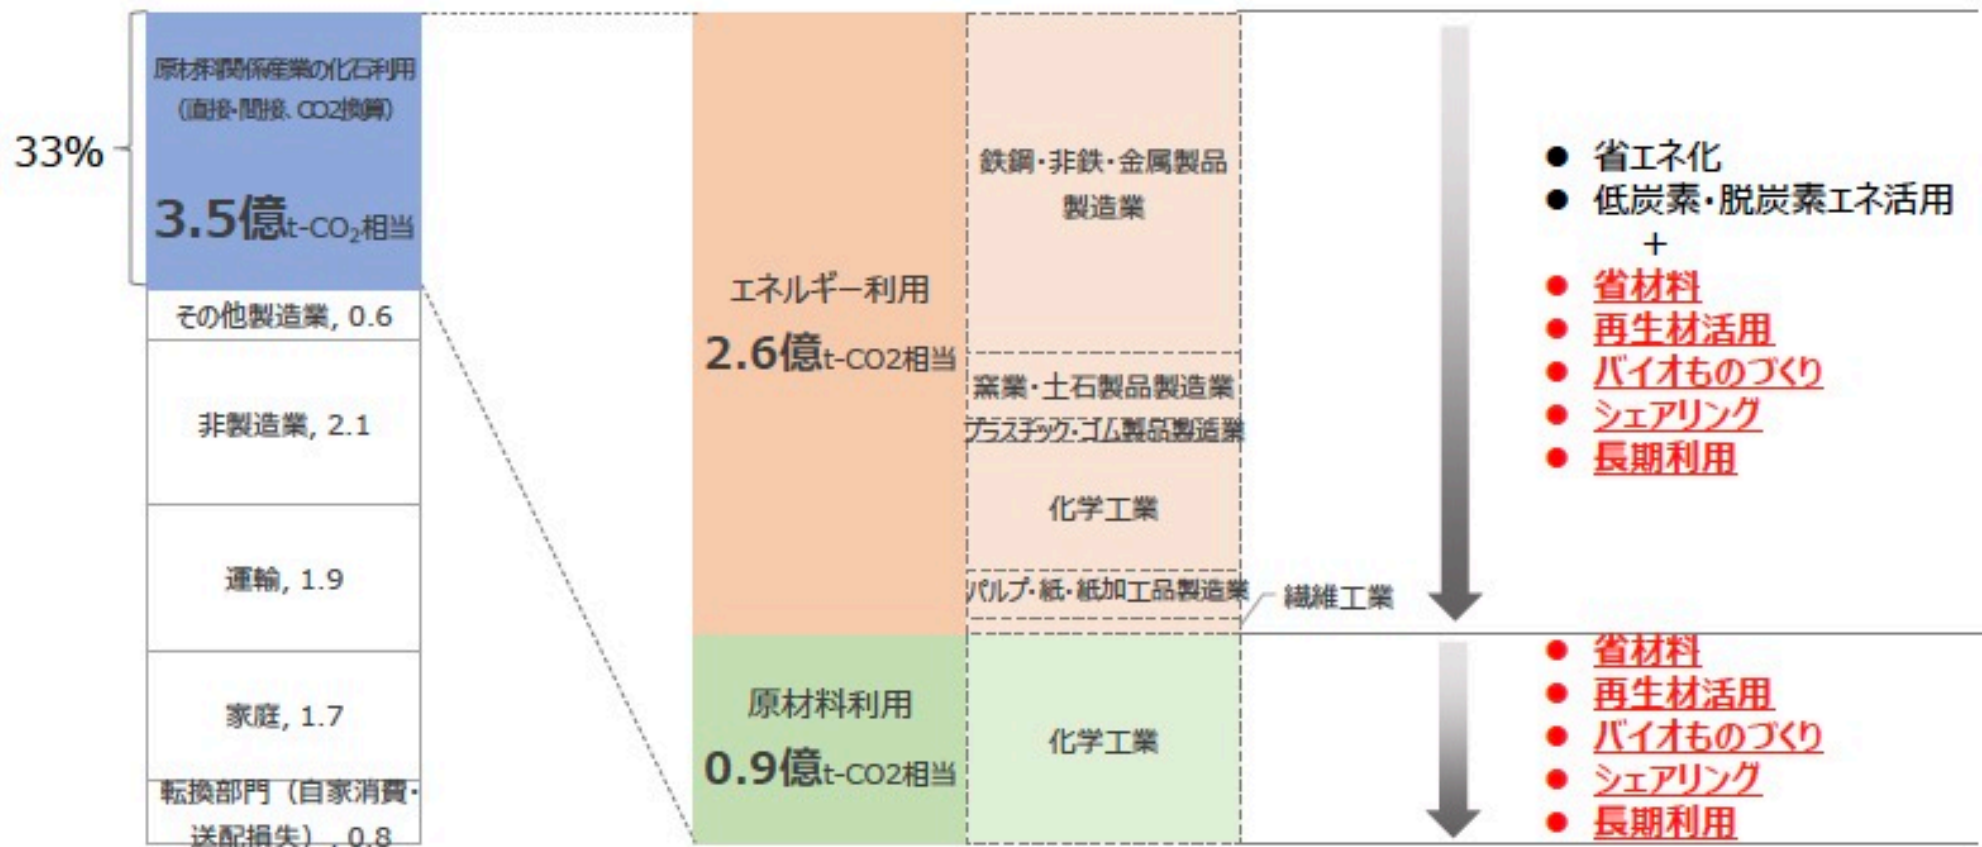 33%
原材料関係産業の化石利用
（直接・間接、CO2換算）
3.5億t-CO₂相当
その他製造業, 0.6
非製造業, 2.1
運輸, 1.9
家庭, 1.7
転換部門（自家消費・
送配損失）, 0.8
エネルギー利用
2.6億t-CO2相当
原材料利用
0.9億t-CO2相当
鉄鋼・非鉄・金属製品
製造業
窯業・土石製品製造業
プラスチック・ゴム製品製造業
化学工業
パルプ・紙・紙加工品製造業
繊維工業
化学工業
● 省エネ化
● 低炭素・脱炭素エネ活用
+
● 省材料
● 再生材活用
● バイオものづくり
● シェアリング
● 長期利用
● 省材料
● 再生材活用
● バイオものづくり
● シェアリング
● 長期利用